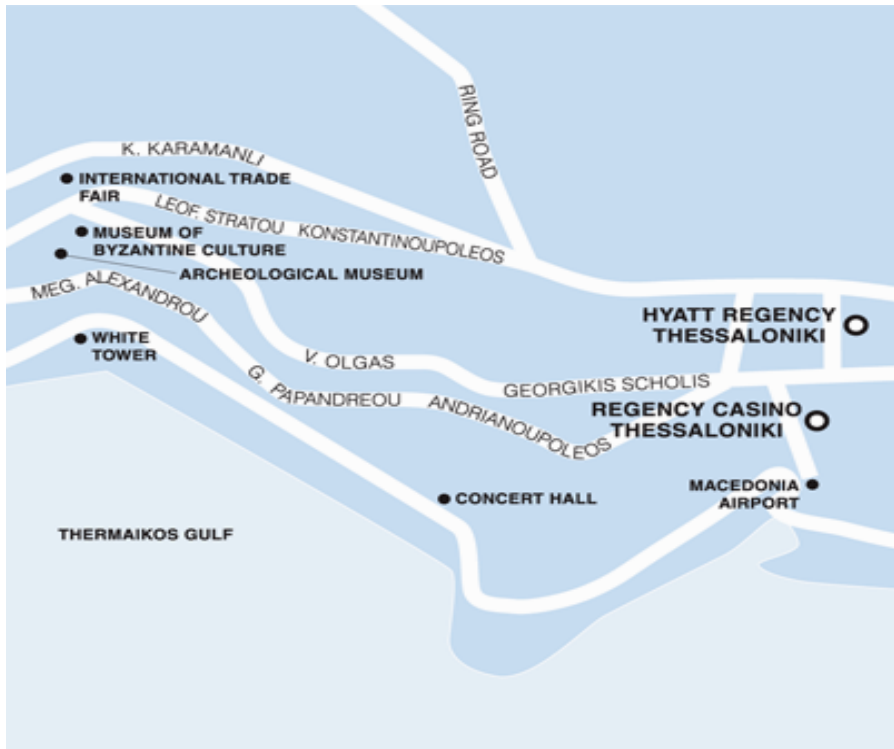 RING ROAD
K. KARAMANLI
INTERNATIONAL TRADE
FAIR
LEOF. STRATOU KONSTANTINOUPOLEOS
MUSEUM OF
BYZANTINE CULTURE
ARCHEOLOGICAL MUSEUM
MEG. ALEXANDROU
HYATT REGENCY
THESSALONIKI
WHITE
TOWER
V. OLGAS
G. PAPANDREOU
ANDRIANOUPOLEOS
GEORGIKIS SCHOLIS
REGENCY CASINO
THESSALONIKI
MACEDONIA
AIRPORT
CONCERT HALL
THERMAIKOS GULF